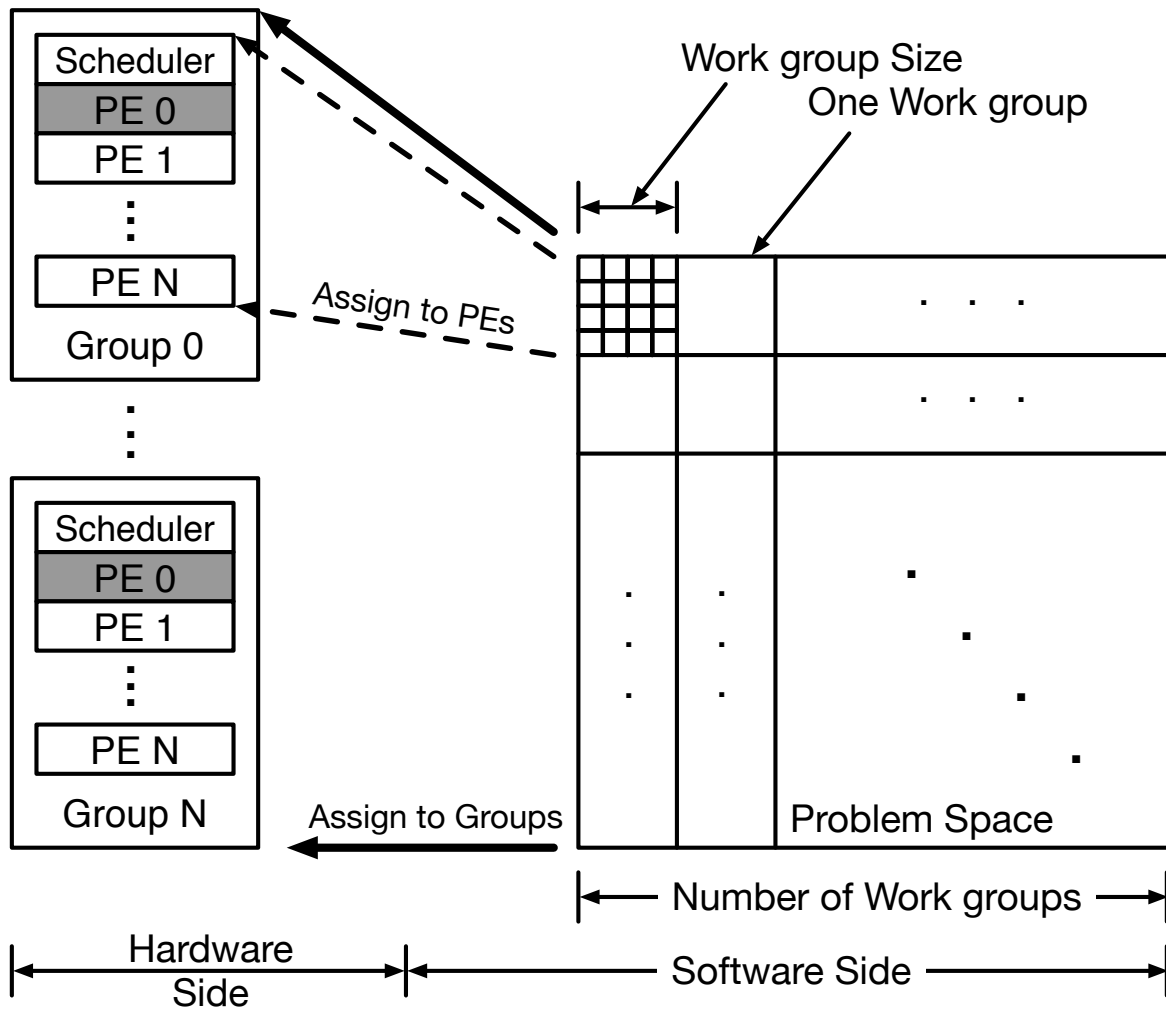 Scheduler
PE 0
PE 1
PE N
Group 0
Scheduler
PE 0
PE 1
PE N
Group N
Assign to PEs
Assign to Groups
Work group Size
One Work group
Problem Space
Number of Work groups
Hardware
Side
Software Side